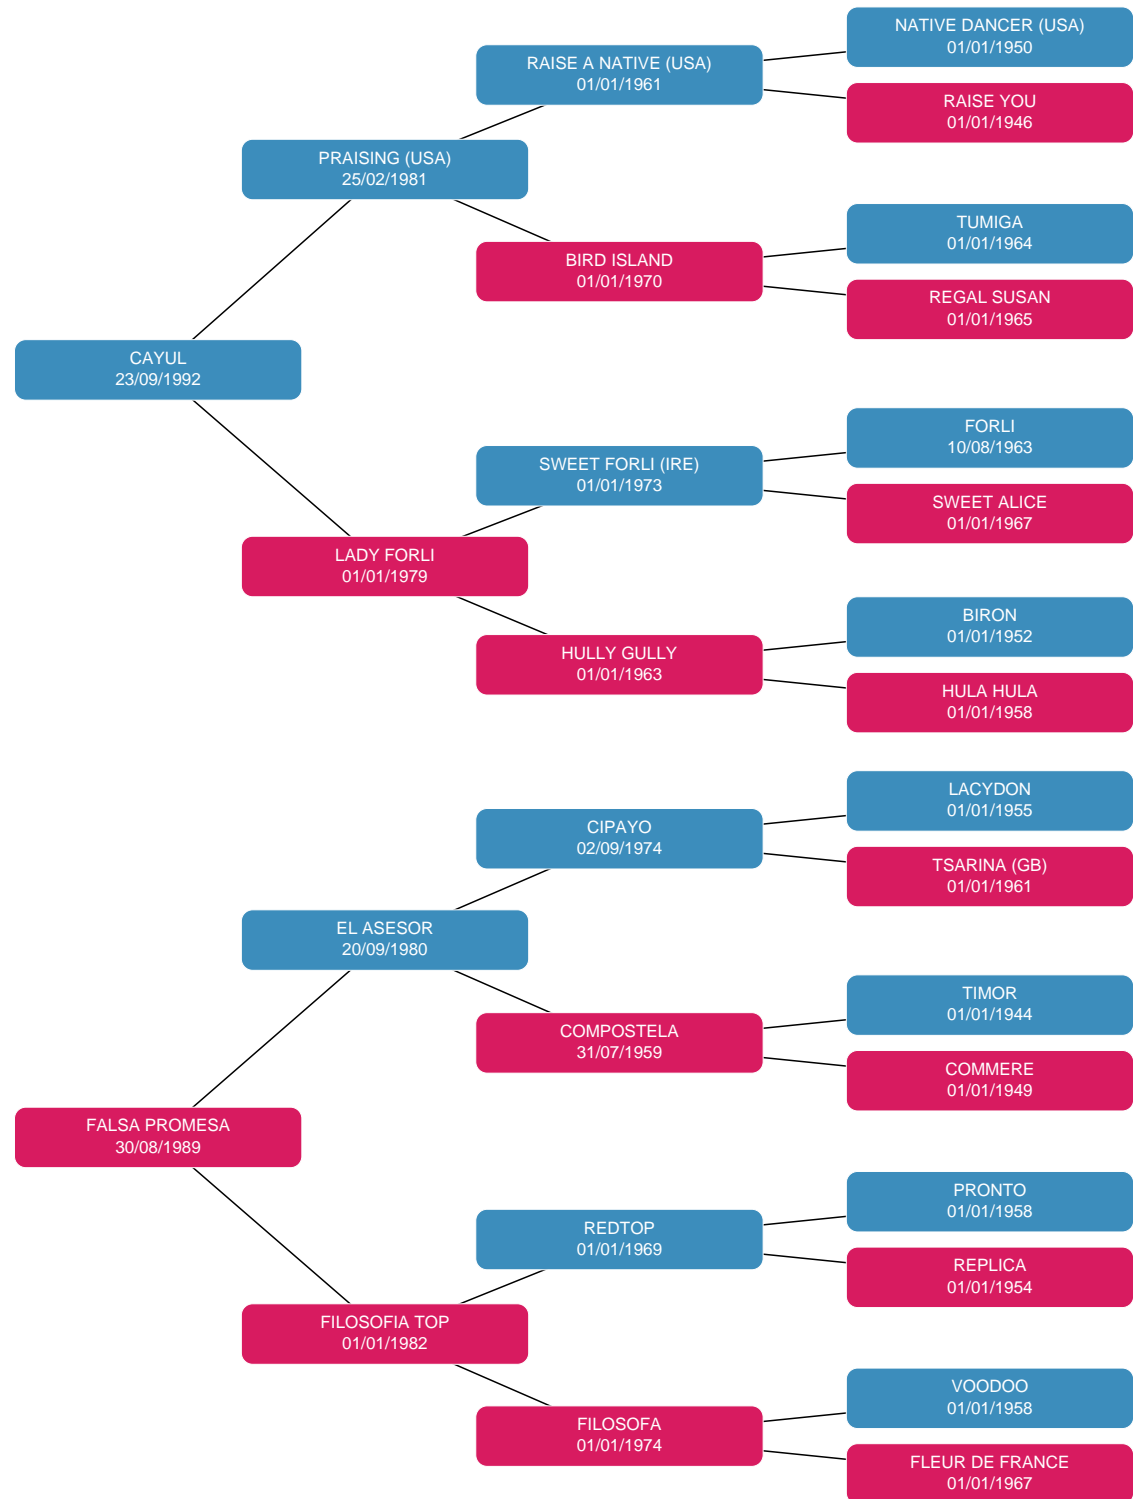 NATIVE DANCER (USA)
01/01/1950
RAISE A NATIVE (USA)
01/01/1961
RAISE YOU
01/01/1946
PRAISING (USA)
25/02/1981
TUMIGA
01/01/1964
BIRD ISLAND
01/01/1970
REGAL SUSAN
01/01/1965
CAYUL
23/09/1992
FORLI
10/08/1963
SWEET FORLI (IRE)
01/01/1973
SWEET ALICE
01/01/1967
LADY FORLI
01/01/1979
BIRON
01/01/1952
HULLY GULLY
01/01/1963
HULA HULA
01/01/1958
LACYDON
01/01/1955
CIPAYO
02/09/1974
TSARINA (GB)
01/01/1961
EL ASESOR
20/09/1980
TIMOR
01/01/1944
COMPOSTELA
31/07/1959
COMMERE
01/01/1949
FALSA PROMESA
30/08/1989
PRONTO
01/01/1958
REDTOP
01/01/1969
REPLICA
01/01/1954
FILOSOFIA TOP
01/01/1982
VOODOO
01/01/1958
FILOSOFA
01/01/1974
FLEUR DE FRANCE
01/01/1967